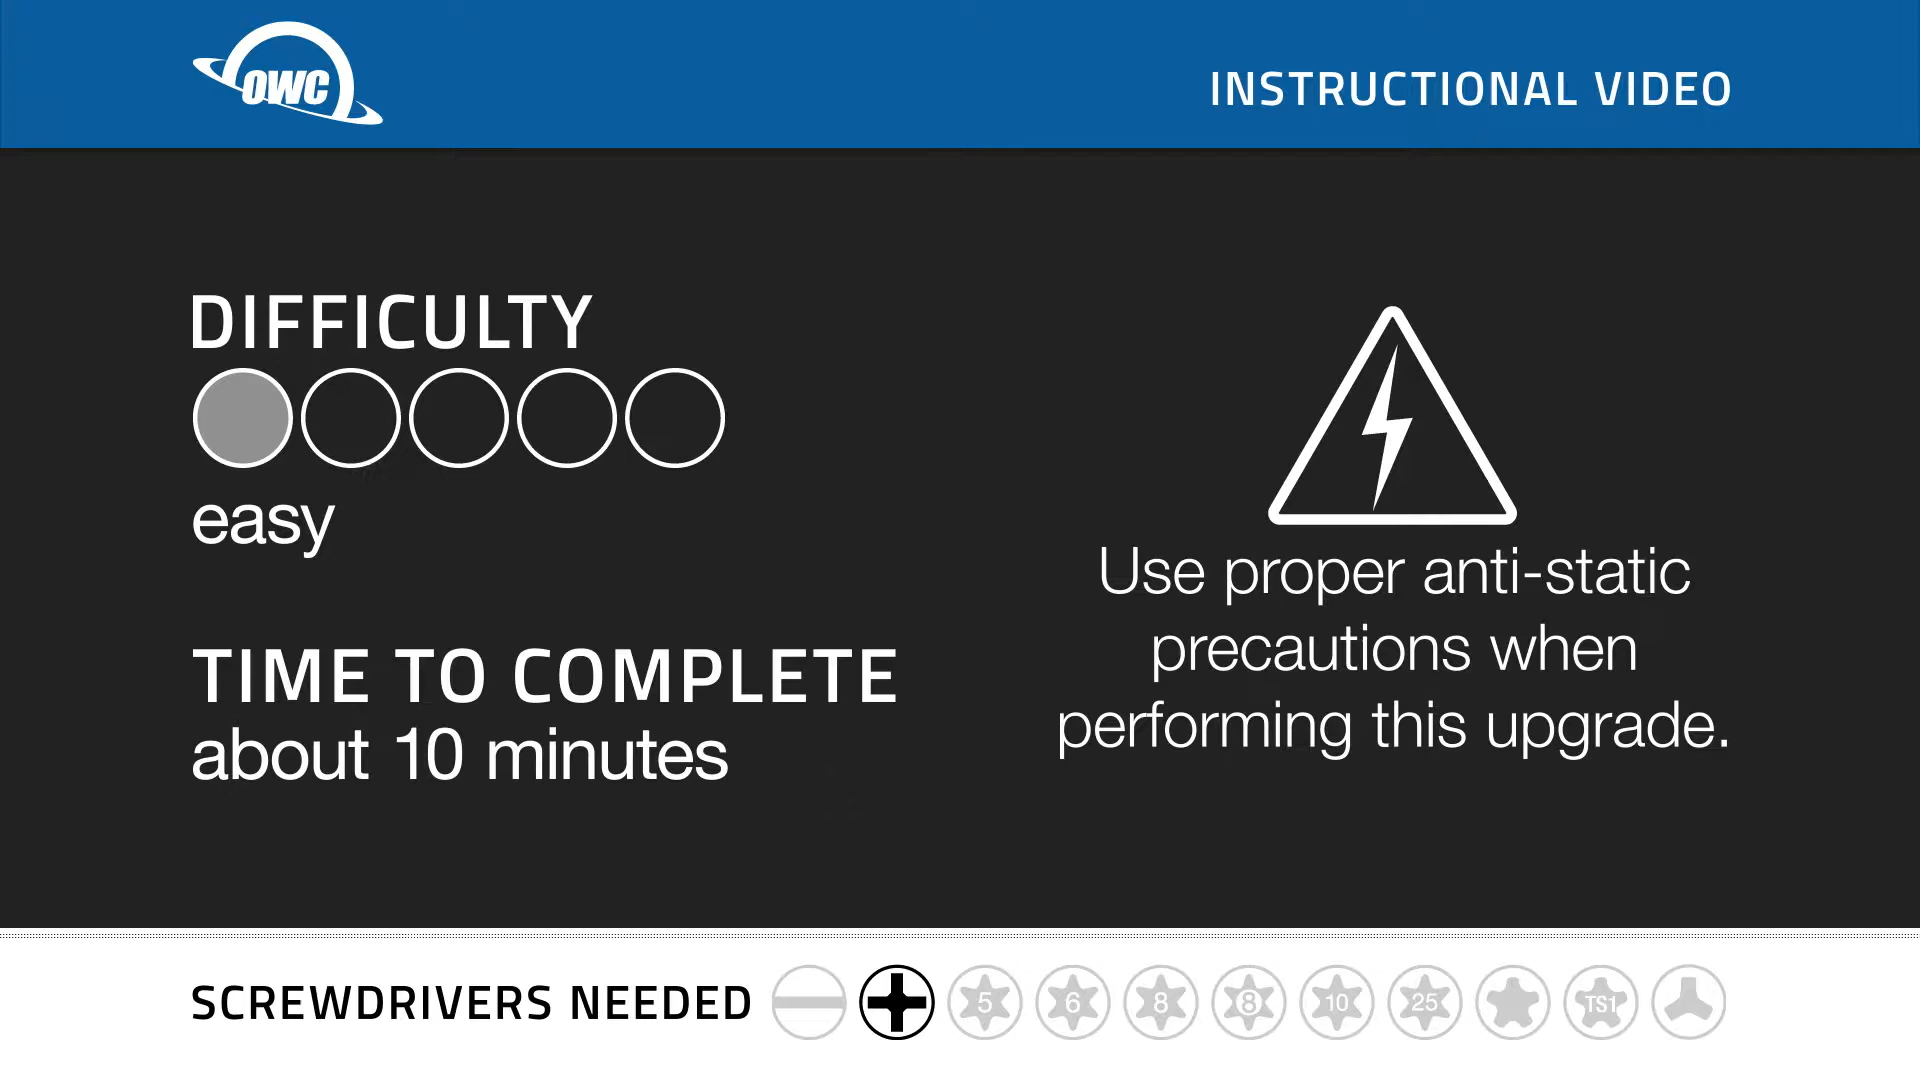 OWC
INSTRUCTIONAL VIDEO
DIFFICULTY
easy
TIME TO COMPLETE
about 10 minutes
Use proper anti-static
precautions when
performing this upgrade.
SCREWDRIVERS NEEDED 5 6 8 8 10 25 TS1